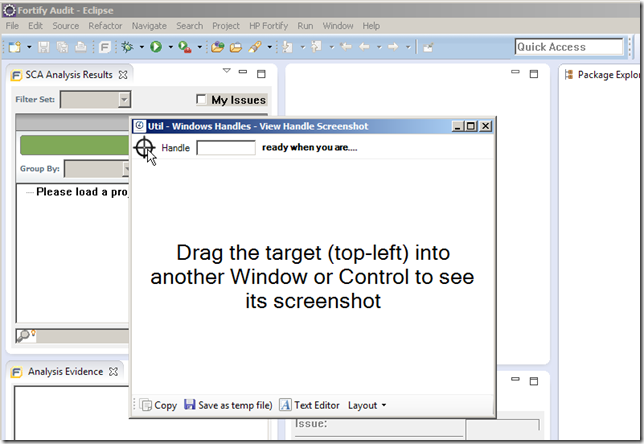 Fortify Audit - Eclipse
File Edit Source Refactor Navigate Search Project HP Fortify Run Window Help
Quick Access
SCA Analysis Results
Package Explor
Filter Set:
My Issues
Util - Windows Handles - View Handle Screenshot
Handle
ready when you are....
Group By:
Please load a proj
Drag the target (top-left) into
another Window or Control to see
its screenshot
Analysis Evidence
Copy Save as temp file) Text Editor Layout
Issue: